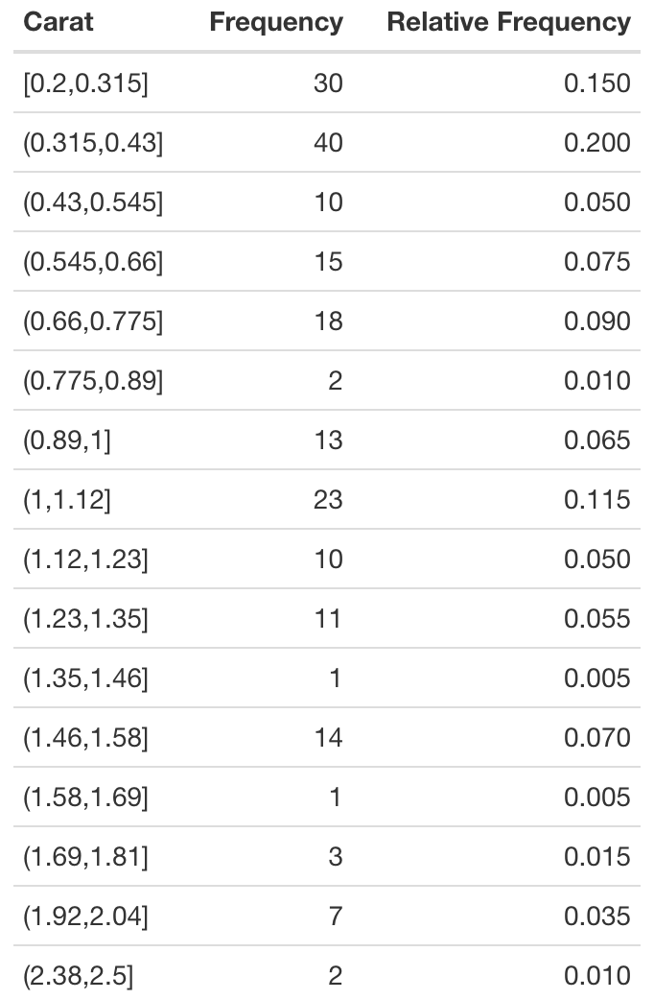 Carat Frequency Relative Frequency
[0.2,0.315] 30 0.150
(0.315,0.43] 40 0.200
(0.43,0.545] 10 0.050
(0.545,0.66] 15 0.075
(0.66,0.775] 18 0.090
(0.775,0.89] 2 0.010
(0.89,1] 13 0.065
(1,1.12] 23 0.115
(1.12,1.23] 10 0.050
(1.23,1.35] 11 0.055
(1.35,1.46] 1 0.005
(1.46,1.58] 14 0.070
(1.58,1.69] 1 0.005
(1.69,1.81] 3 0.015
(1.92,2.04] 7 0.035
(2.38,2.5] 2 0.010